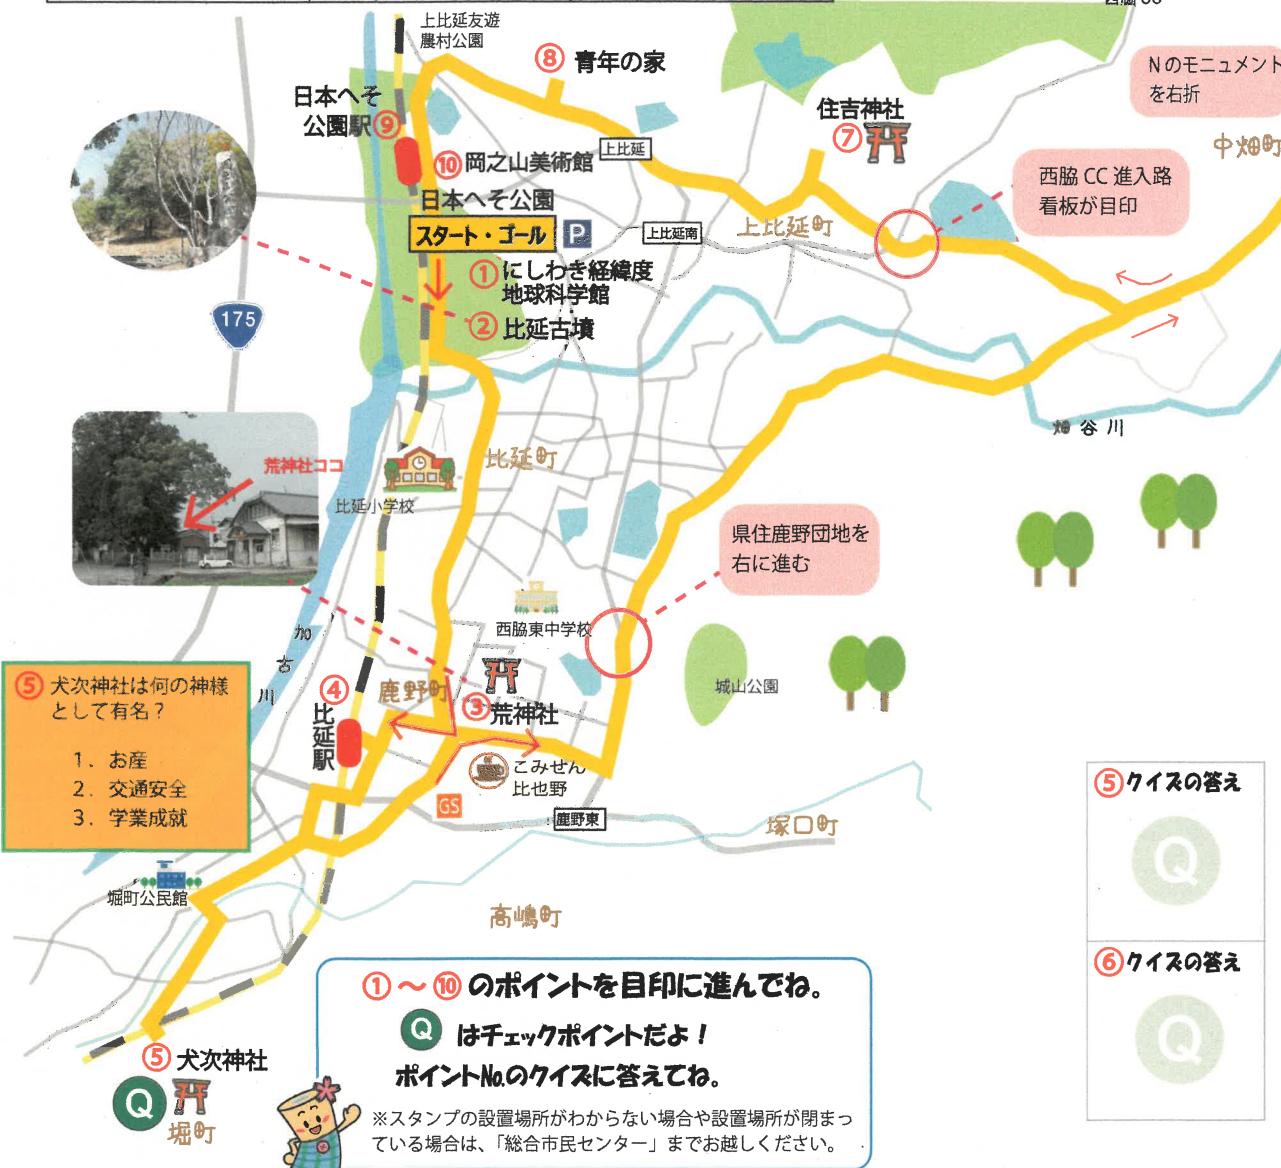 上比延友遊
農村公園
⑧ 青年の家
Nのモニュメント
を右折
日本へそ
公園駅⑨
住吉神社
⑦
中畑町
上比延
⑩岡之山美術館
西脇 CC 進入路
看板が目印
日本へそ公園
スタート・ゴール P
上比延南
上比延町
①にしわき経緯度
地球科学館
175
② 比延古墳
畑谷川
荒神社ココ
比延町
比延小学校
県住鹿野団地を
右に進む
西脇東中学校
加古川
⑤ 犬次神社は何の神様
として有名？
1．お産
2．交通安全
3．学業成就
④
比延駅
鹿野町
③荒神社
城山公園
こみせん
比也野
GS
鹿野東
塚口町
⑤クイズの答え
Q
堀町公民館
高嶋町
⑥クイズの答え
Q
①～⑩のポイントを目印に進んでね。
Q はチェックポイントだよ！
ポイントNo.のクイズに答えてね。
※スタンプの設置場所がわからない場合や設置場所が閉まっ
ている場合は、「総合市民センター」までお越しください。
⑤ 犬次神社
Q
堀町